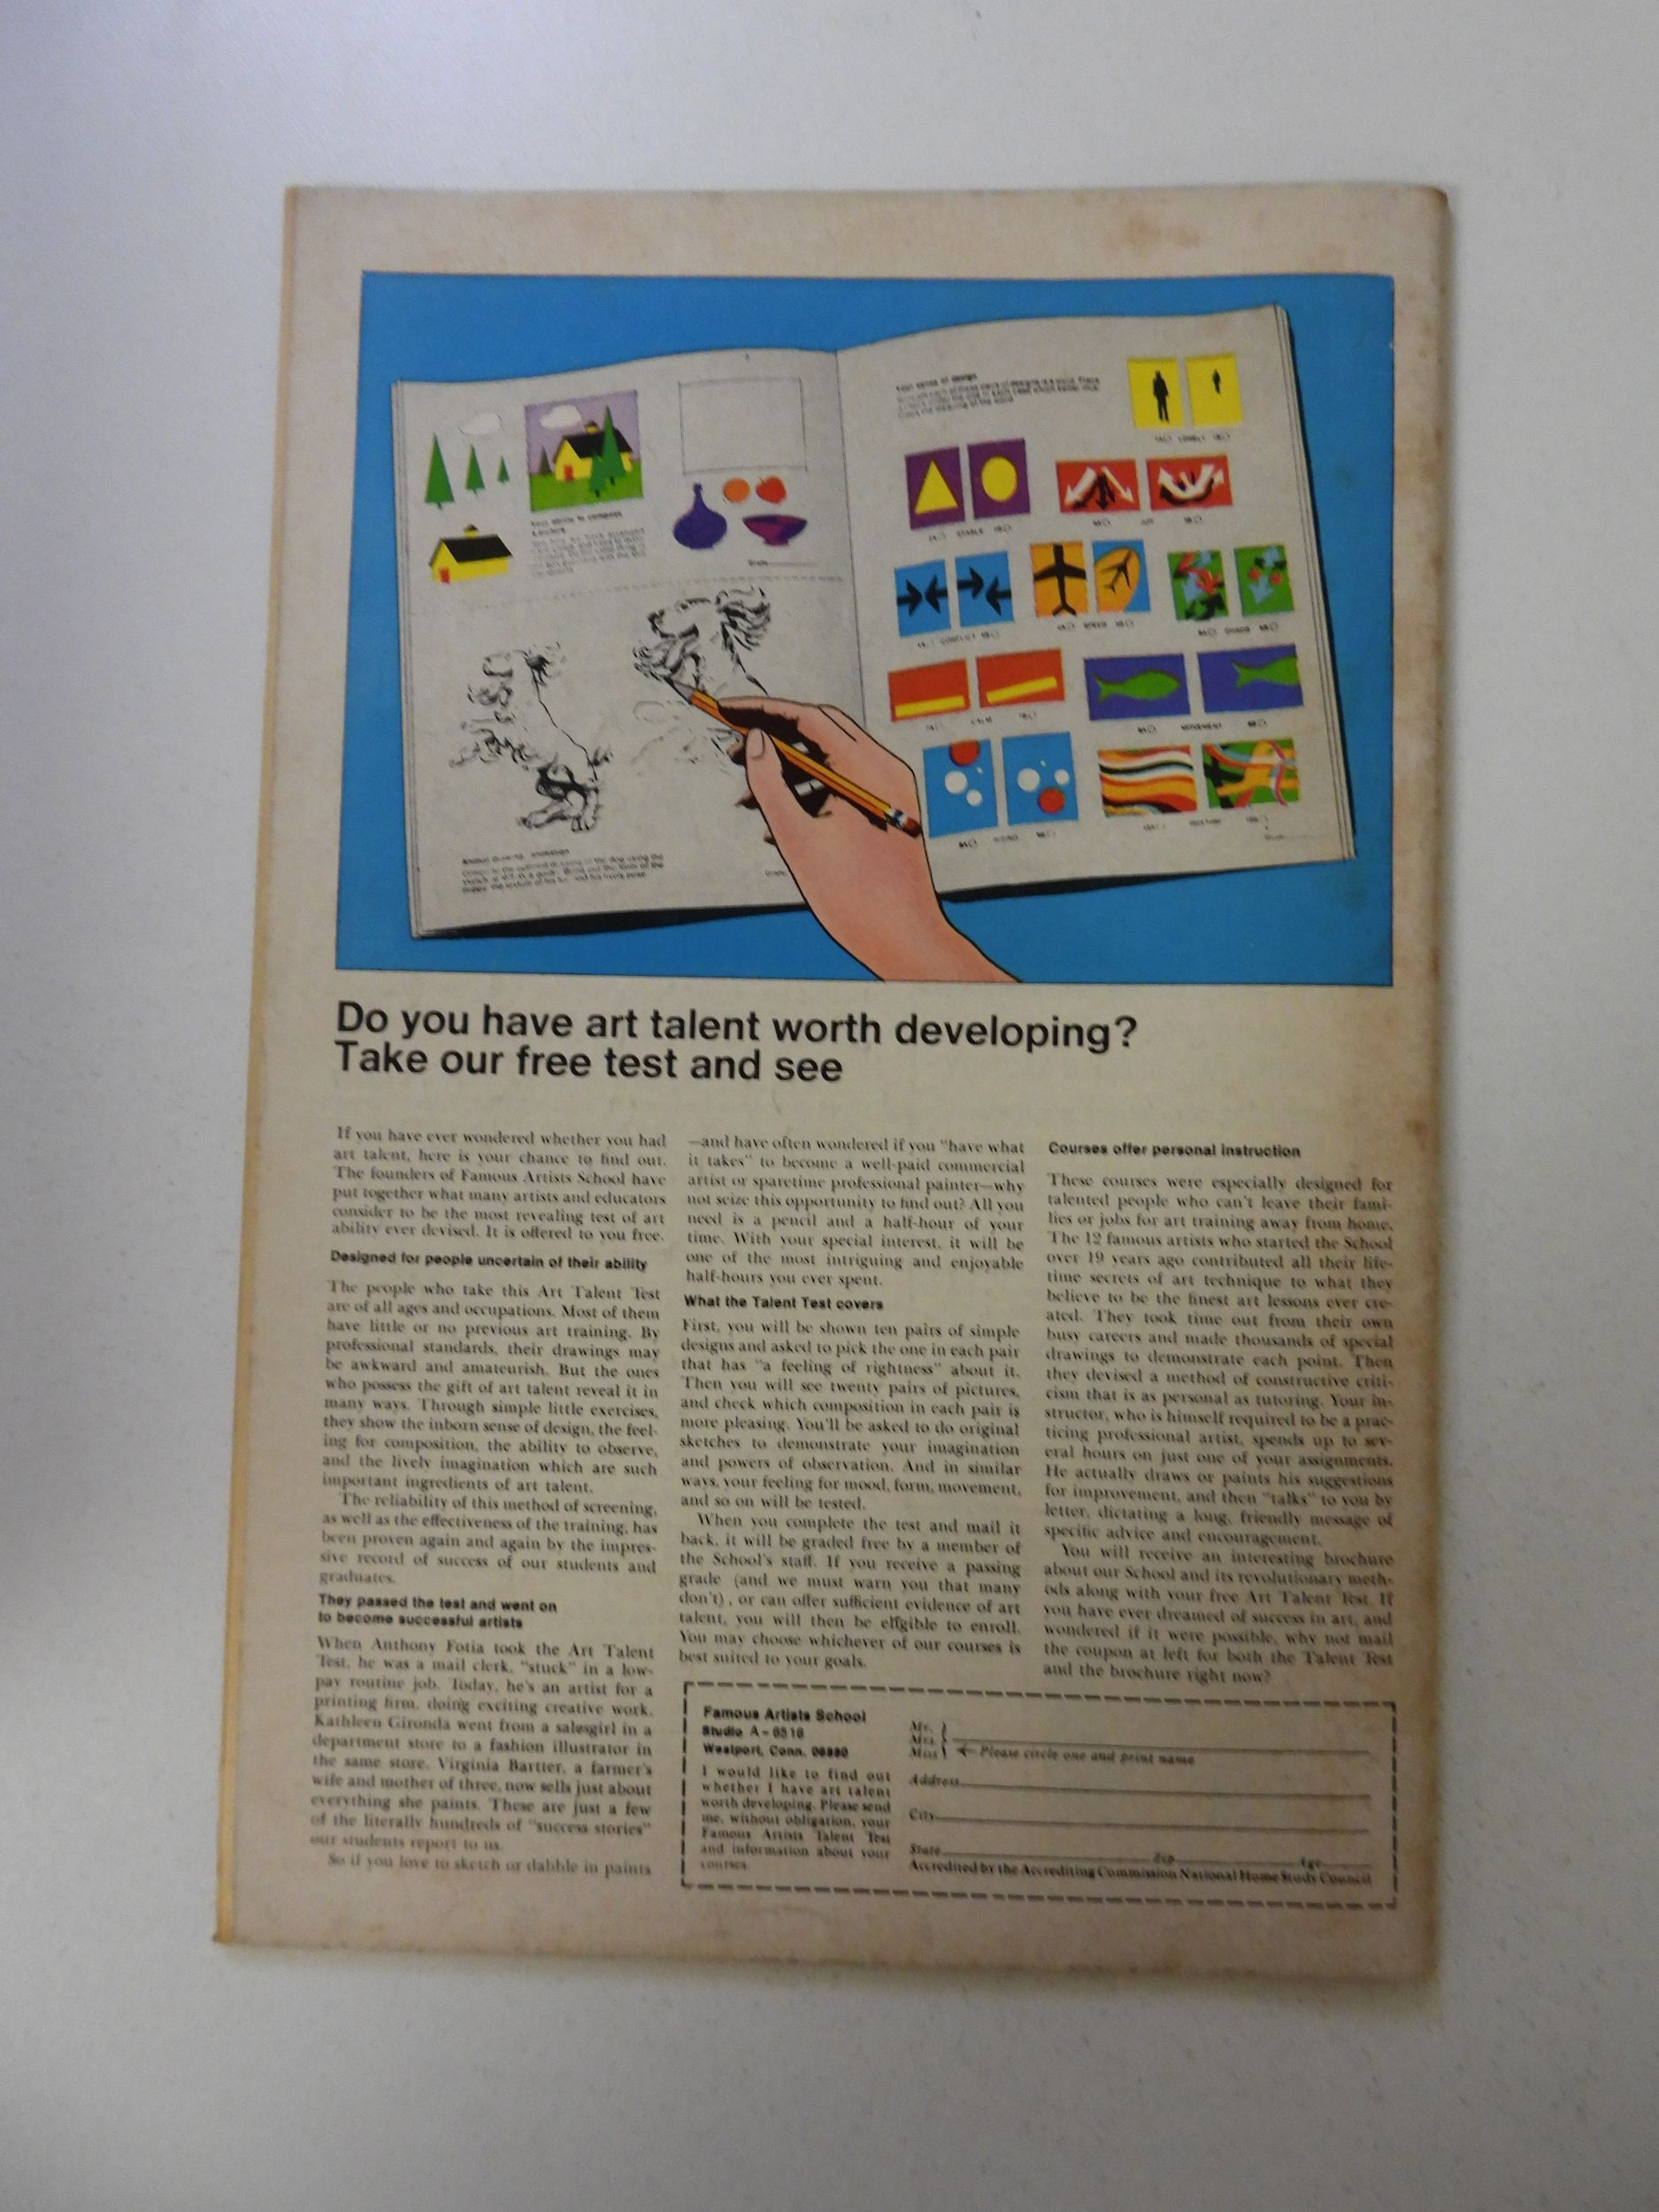 Do you have art talent worth developing?
Take our free test and see
If you have ever wondered whether you had
art talent, here is your chance to find out.
The founders of Famous Artists School have
put together what many artists and educators
consider to be the most revealing test of art
ability ever devised. It is offered to you free.
Designed for people uncertain of their ability
The people who take this Art Talent Test
are of all ages and occupations. Most of them
have little or no previous art training. By
professional standards, their drawings may
be awkward and amateurish. But the ones
who possess the gift of art talent reveal it in
many ways. Through simple little exercises,
they show the inborn sense of design, the feel-
ing for composition, the ability to observe,
and the lively imagination which are such
important ingredients of art talent.
The reliability of this method of screening,
as well as the effectiveness of the training, has
been proven again and again by the impres-
sive record of success of our students and
graduates.
They passed the test and went on
to become successful artists
When Anthony Fotia took the Art Talent
Test, he was a mail clerk, "stuck" in a low-
pay routine job. Today, he's an artist for a
printing firm, doing exciting creative work.
Kathleen Gironda went from a salesgirl in a
department store to a fashion illustrator in
the same store. Virginia Bartter, a farmer's
wife and mother of three, now sells just about
everything she paints. These are just a few
of the literally hundreds of "success stories"
our students report to us.
So if you love to sketch or dabble in paints
—and have often wondered if you "have what
it takes" to become a well-paid commercial
artist or sparetime professional painter—why
not seize this opportunity to find out? All you
need is a pencil and a half-hour of your
time. With your special interest, it will be
one of the most intriguing and enjoyable
half-hours you ever spent.
What the Talent Test covers
First, you will be shown ten pairs of simple
designs and asked to pick the one in each pair
that has "a feeling of rightness" about it.
Then you will see twenty pairs of pictures,
and check which composition in each pair is
more pleasing. You'll be asked to do original
sketches to demonstrate your imagination
and powers of observation. And in similar
ways, your feeling for mood, form, movement,
and so on will be tested.
When you complete the test and mail it
back, it will be graded free by a member of
the School's staff. If you receive a passing
grade (and we must warn you that many
don't), or can offer sufficient evidence of art
talent, you will then be eligible to enroll.
You may choose whichever of our courses is
best suited to your goals.
Courses offer personal instruction
These courses were especially designed for
talented people who can't leave their fami-
lies or jobs for art training away from home.
The 12 famous artists who started the School
over 19 years ago contributed all their life-
time secrets of art technique to what they
believe to be the finest art lessons ever cre-
ated. They took time out from their own
busy careers and made thousands of special
drawings to demonstrate each point. Then
they devised a method of constructive criti-
cism that is as personal as tutoring. Your in-
structor, who is himself required to be a prac-
ticing professional artist, spends up to sev-
eral hours on just one of your assignments.
He actually draws or paints his suggestions
for improvement, and then "talks" to you by
letter, dictating a long, friendly message of
specific advice and encouragement.
You will receive an interesting brochure
about our School and its revolutionary meth-
ods along with your free Art Talent Test. If
you have ever dreamed of success in art, and
wondered if it were possible, why not mail
the coupon at left for both the Talent Test
and the brochure right now?
Famous Artists School
Studio A-6518
Westport, Conn. 06880
I would like to find out
whether I have art talent
worth developing. Please send
me, without obligation, your
Famous Artists Talent Test
and information about your
courses.
Mr.
Mrs.
Miss
Please circle one and print name
Address
City
State Zip Age
Accredited by the Accrediting Commission National Home Study Council